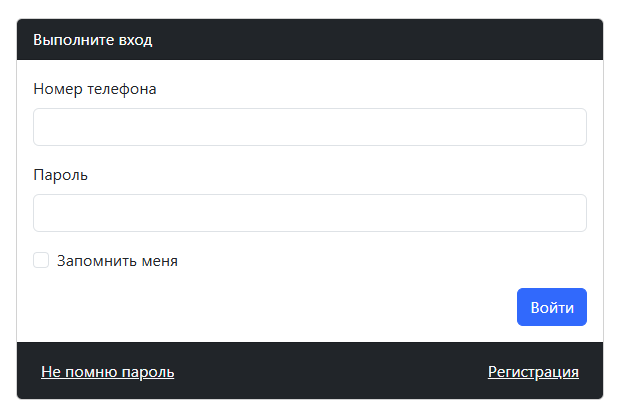 Выполните вход
Номер телефона
Пароль
Запомнить меня
Войти
Не помню пароль
Регистрация